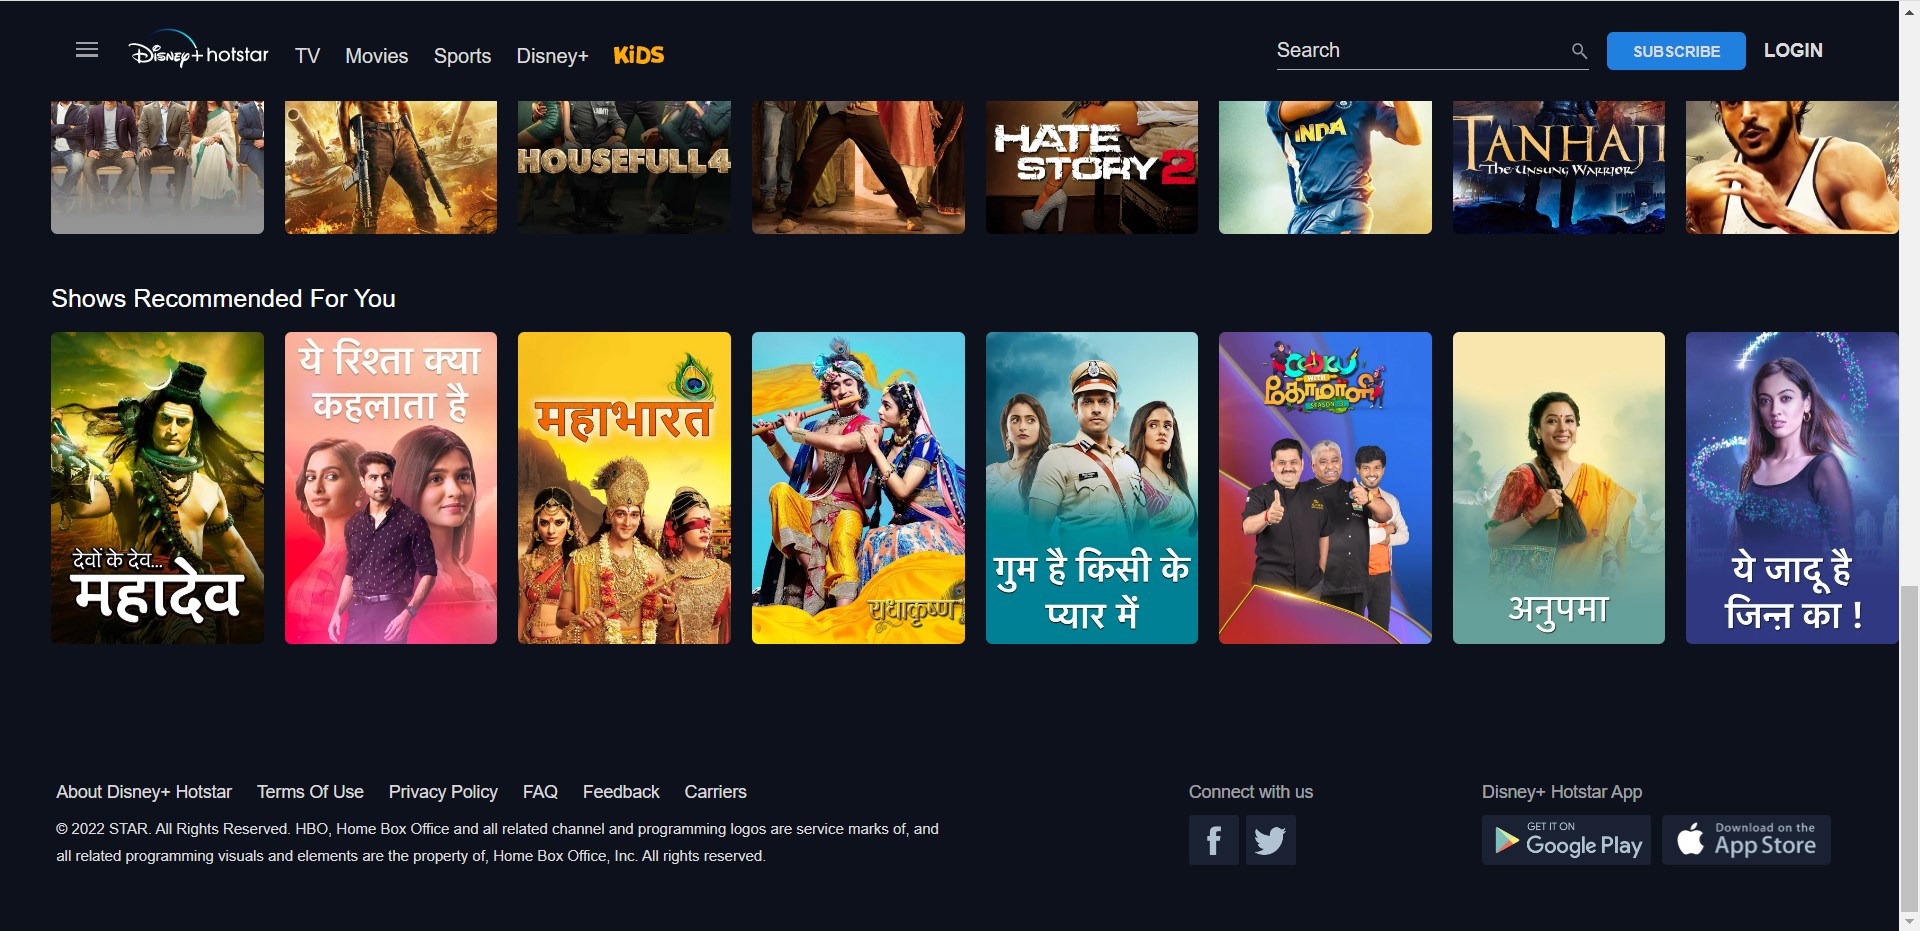 Disney+ hotstar TV Movies Sports Disney+ KiDS Search SUBSCRIBE LOGIN
HOUSEFULL 4
HATE
STORY 2
INDA
TANHAJI
The Unsung Warrior
Shows Recommended For You
देवों के देव...
महादेव
ये रिश्ता क्या
कहलाता है
महाभारत
राधाकृष्ण
गुम है किसी के
प्यार में
COOKU
WITH
கோமாளி
SEASON 3
अनुपमा
ये जादू है
जिन्ऩ का !
About Disney+ Hotstar Terms Of Use Privacy Policy FAQ Feedback Carriers
© 2022 STAR. All Rights Reserved. HBO, Home Box Office and all related channel and programming logos are service marks of, and
all related programming visuals and elements are the property of, Home Box Office, Inc. All rights reserved.
Connect with us
f
Disney+ Hotstar App
GET IT ON
Google Play
Download on the
App Store